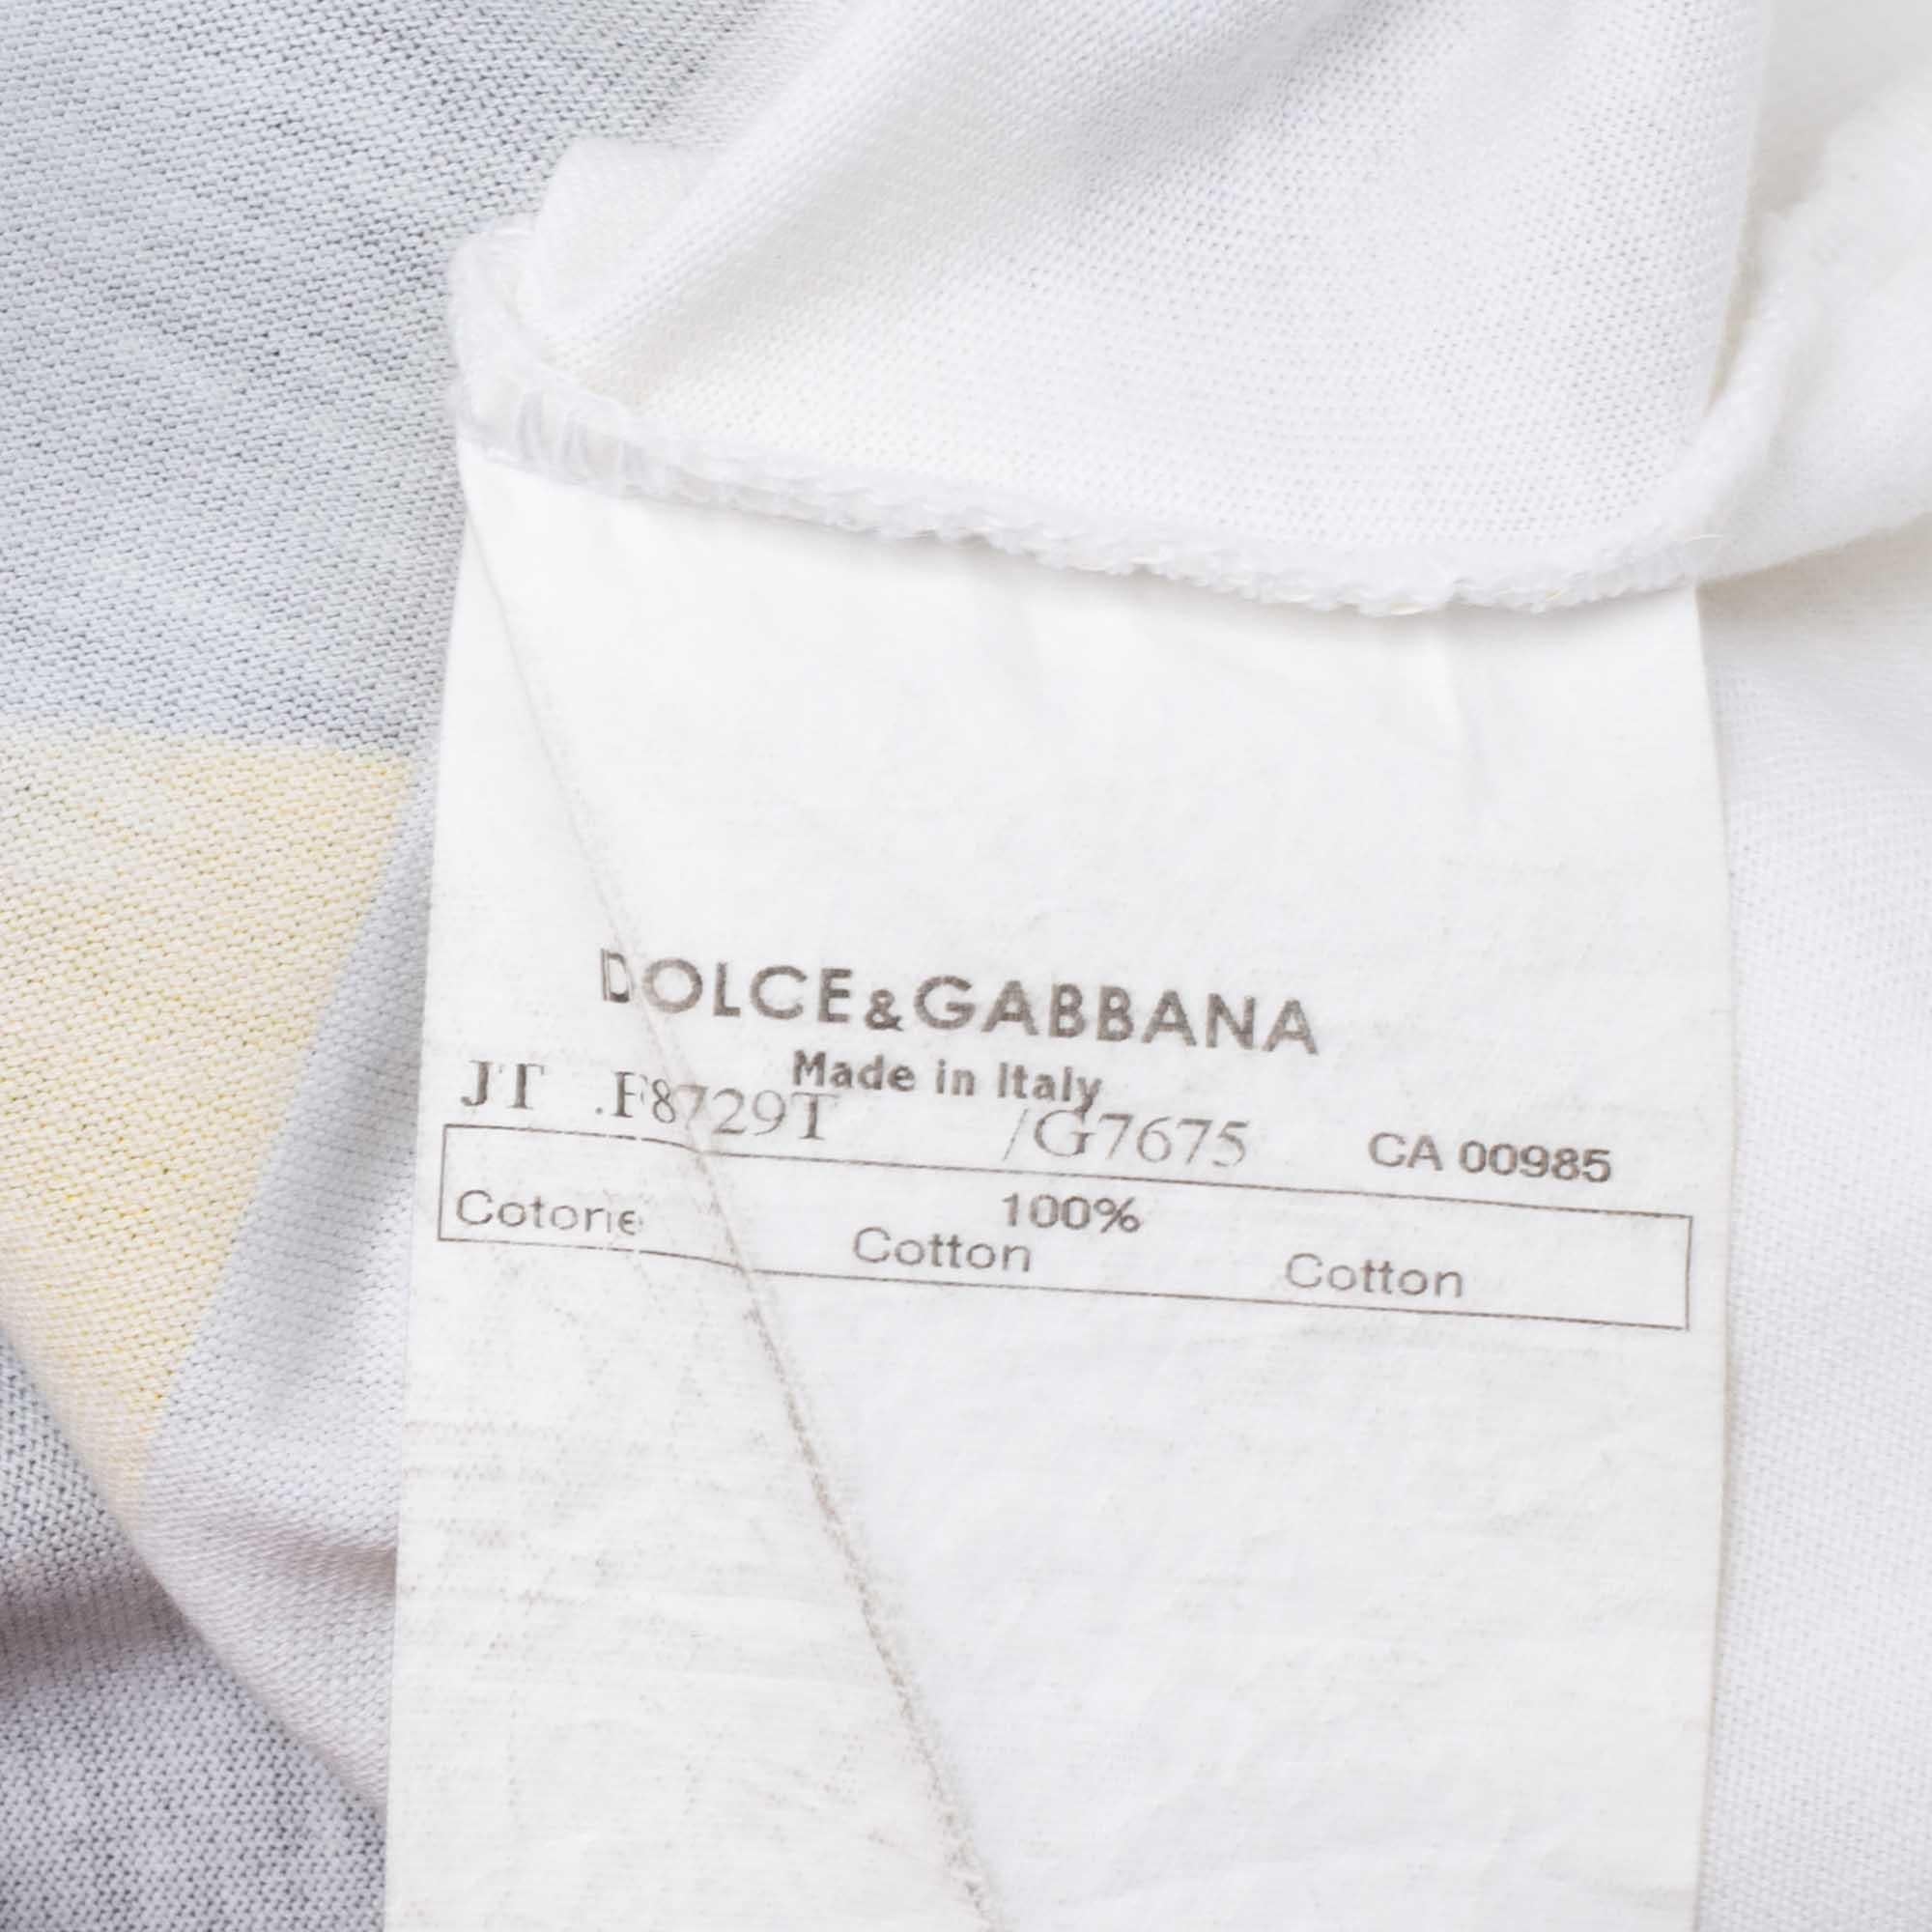 DOLCE&GABBANA
Made in Italy
JT .F8729T /G7675 CA 00985
100%
Cotone Cotton Cotton